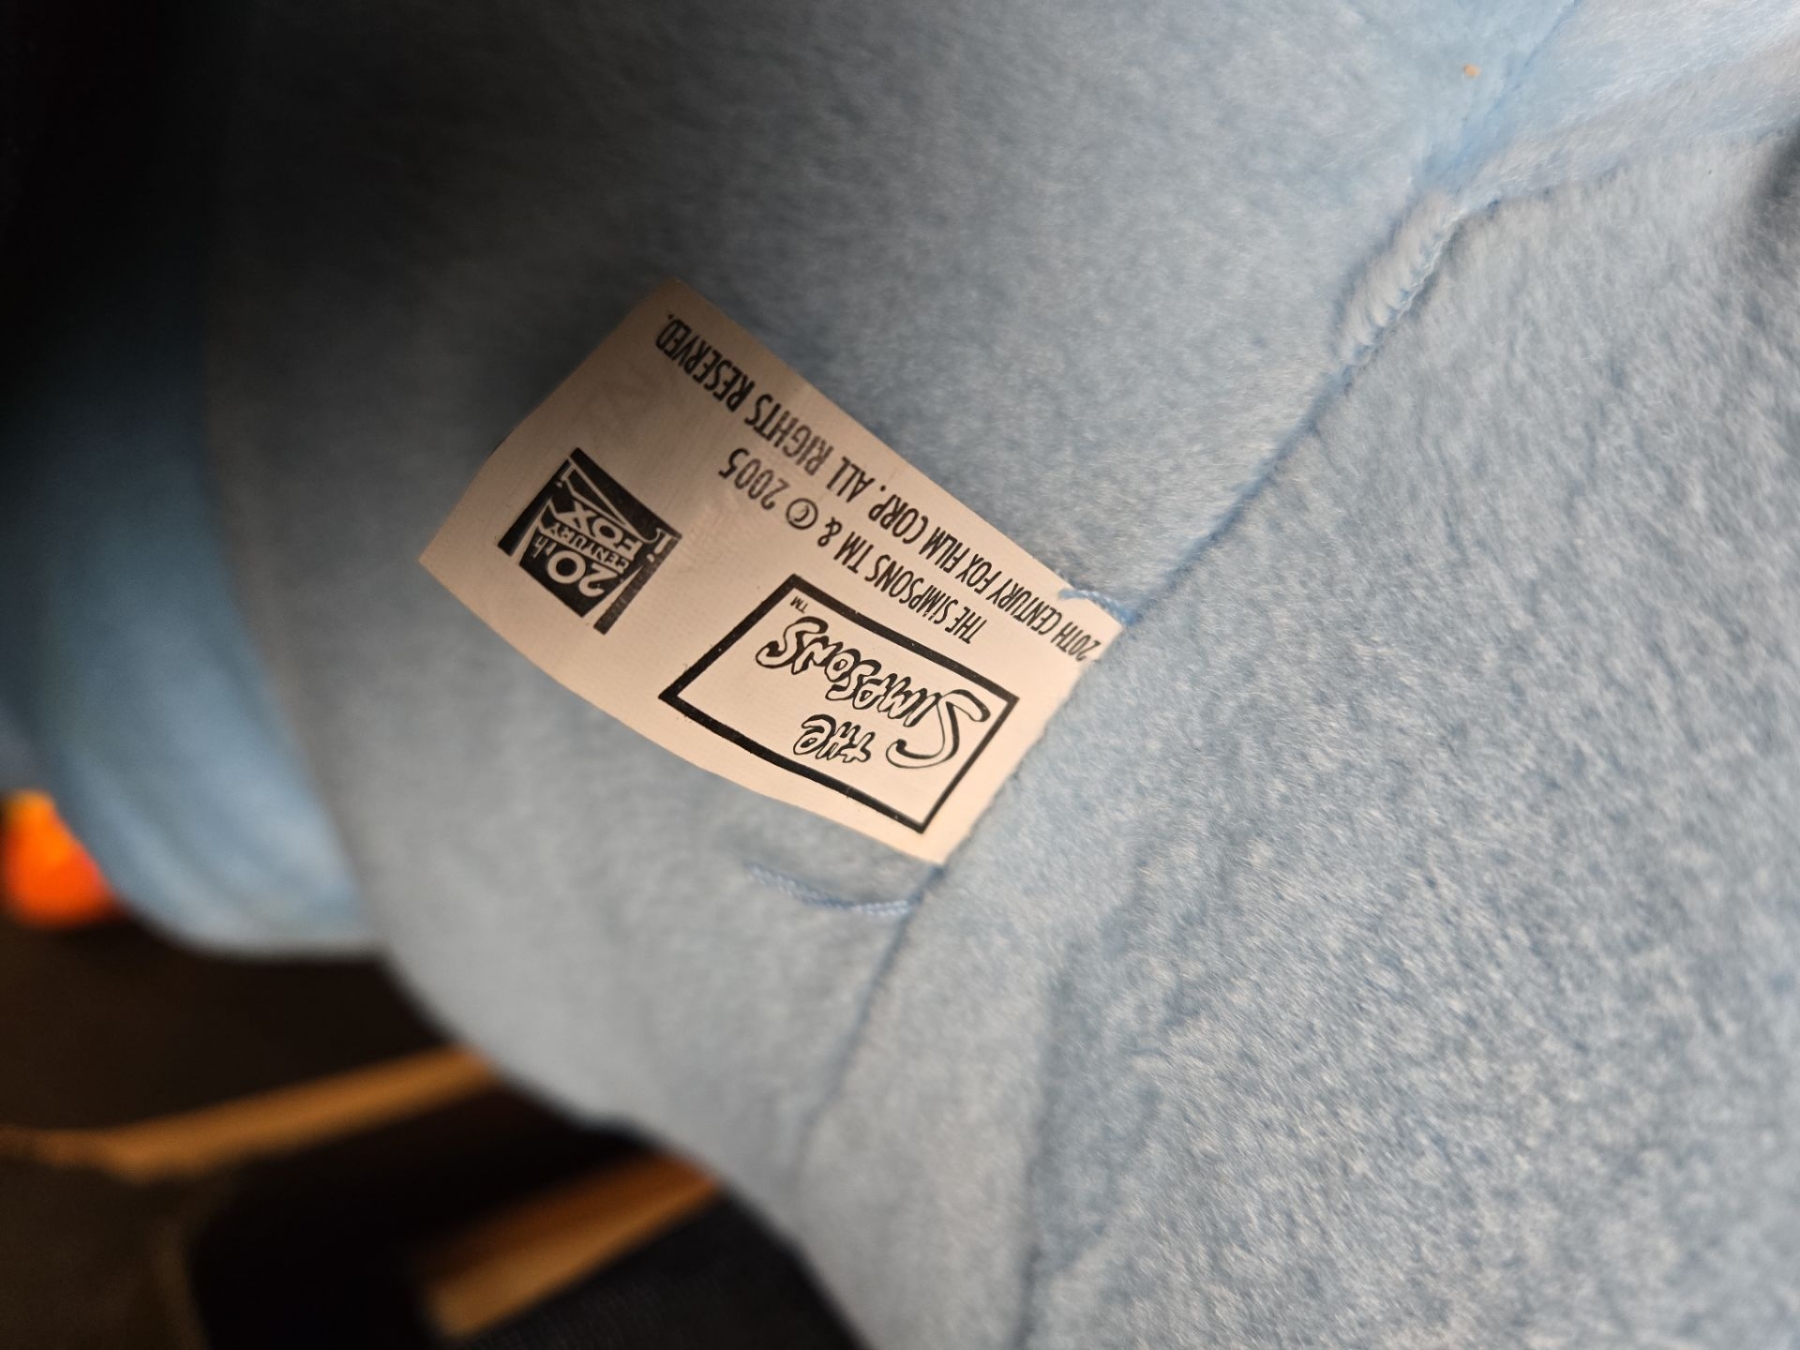 THE
SIMPSONS
TM
THE SIMPSONS TM & © 2005
20TH CENTURY FOX FILM CORP. ALL RIGHTS RESERVED.
20th
CENTURY
FOX